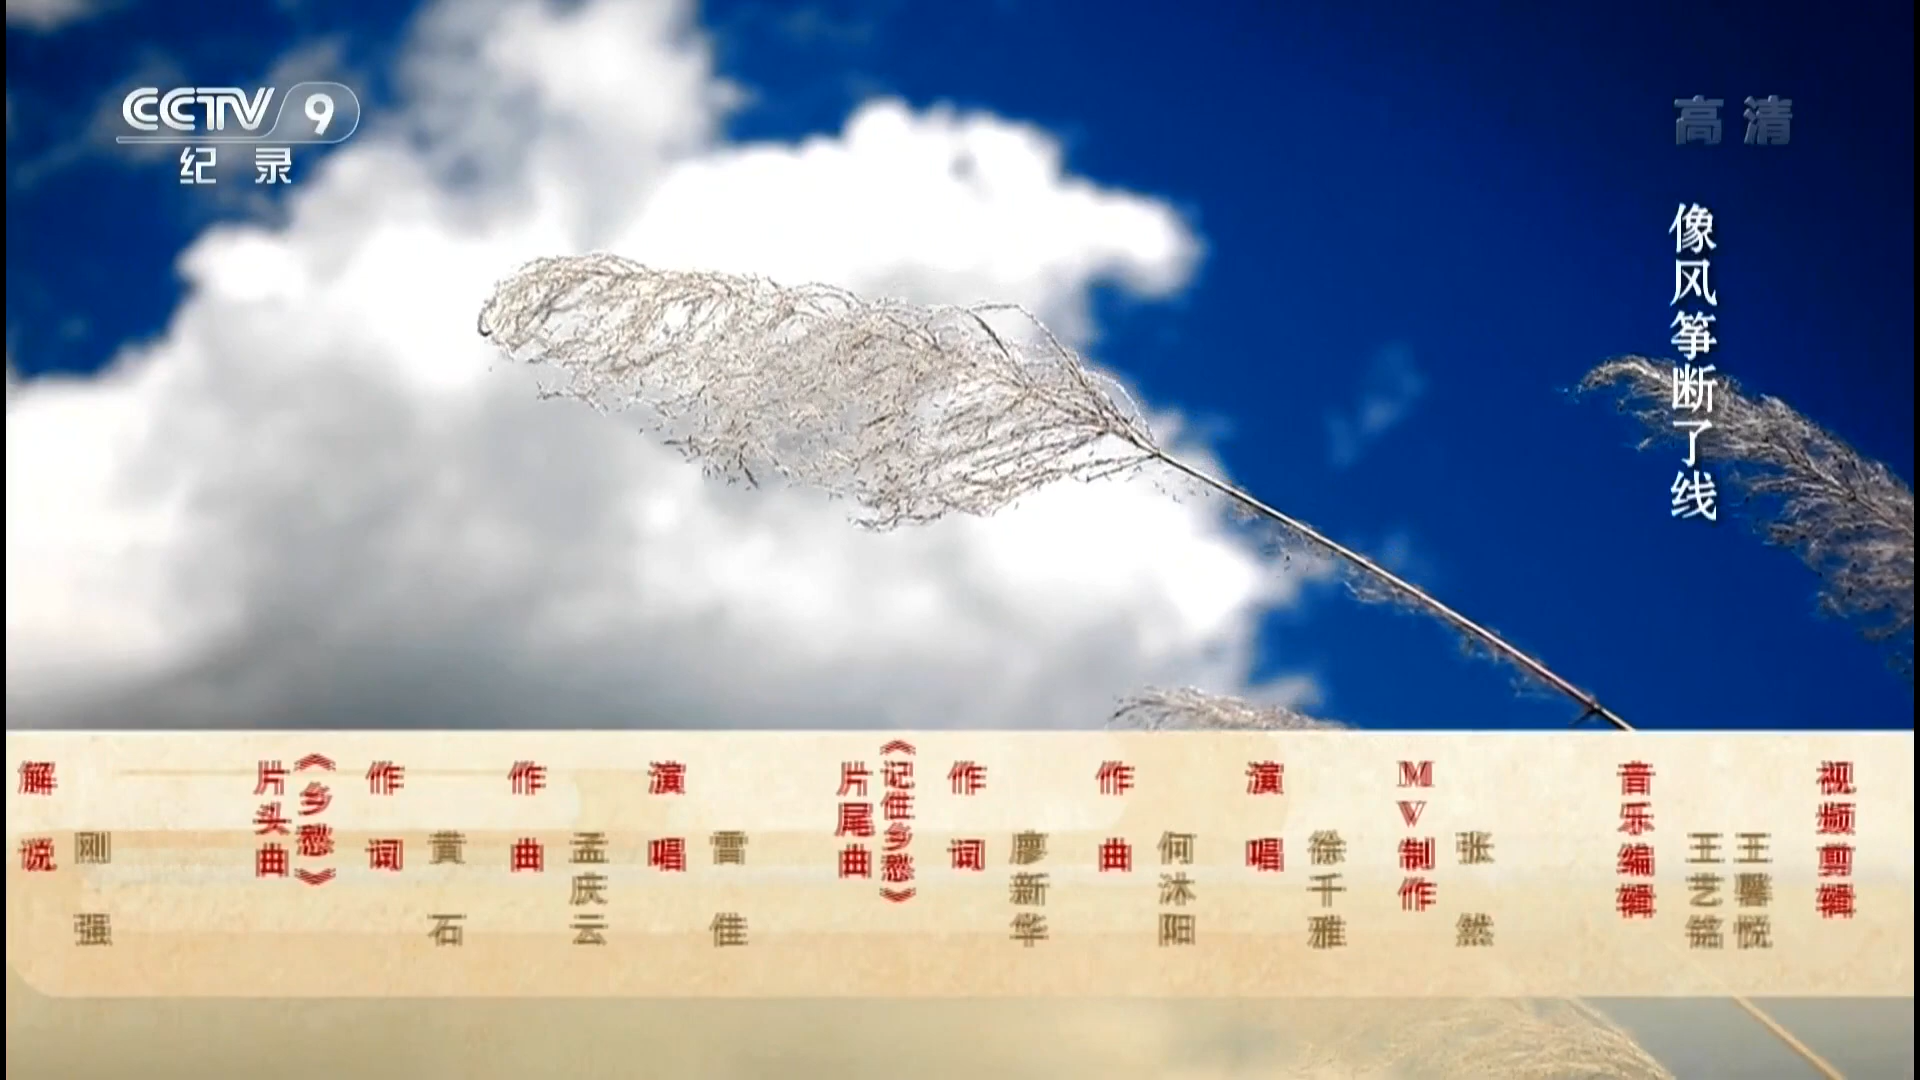 CCTV 9
纪录
高清
像风筝断了线
解说
刚强
片头曲
《乡愁》
作词
黄石
作曲
孟庆云
演唱
雷佳
片尾曲
《记住乡愁》
作词
廖新华
作曲
何沐阳
演唱
徐千雅
MV制作
张然
音乐编辑
王艺铭
王馨悦
视频剪辑